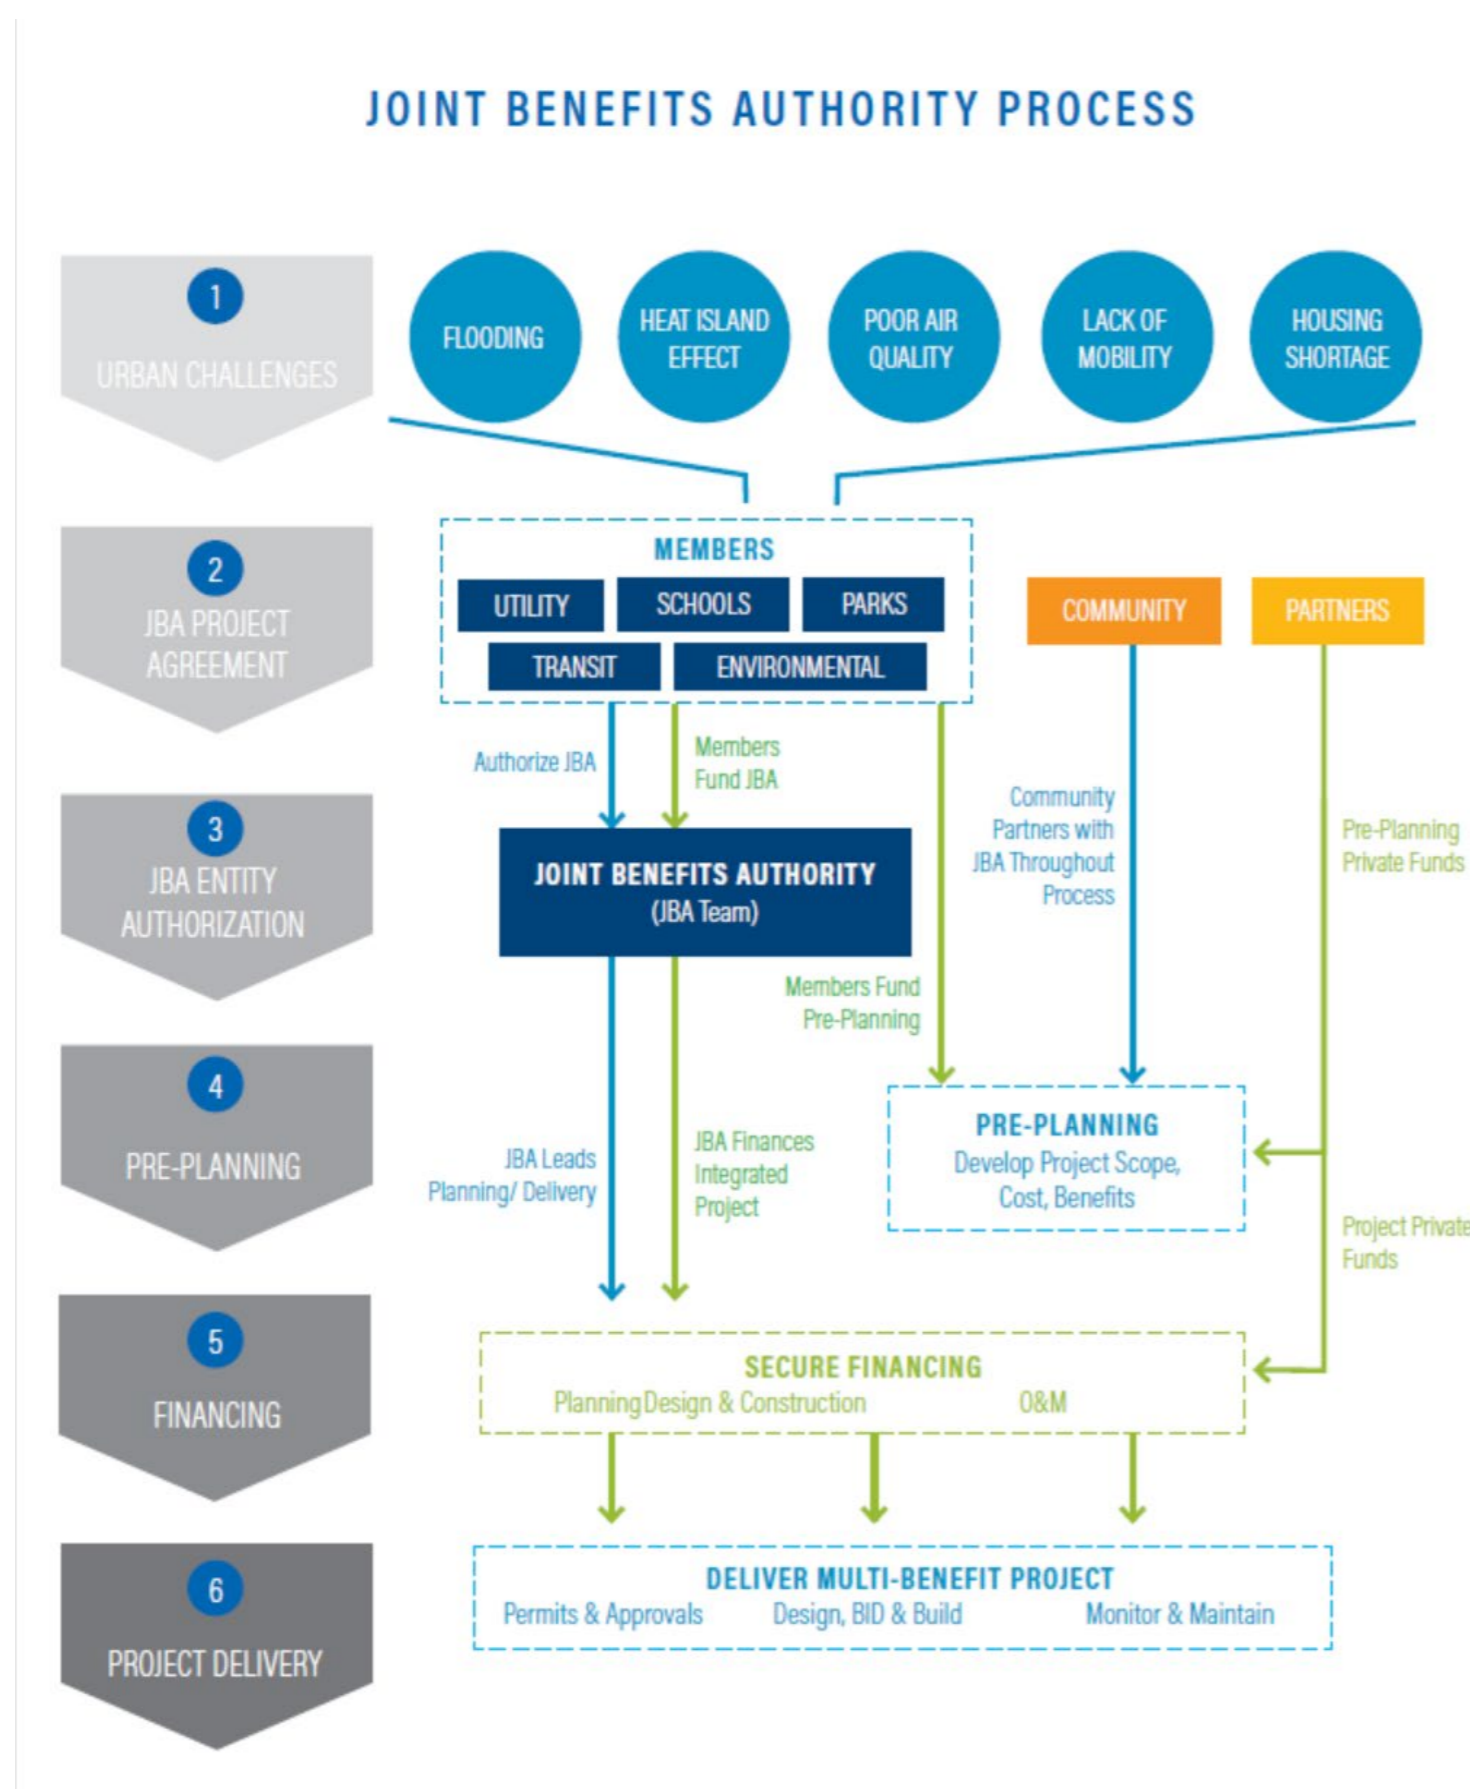 JOINT BENEFITS AUTHORITY PROCESS
1
URBAN CHALLENGES
FLOODING
HEAT ISLAND
EFFECT
POOR AIR
QUALITY
LACK OF
MOBILITY
HOUSING
SHORTAGE
2
JBA PROJECT
AGREEMENT
MEMBERS
UTILITY
SCHOOLS
PARKS
TRANSIT
ENVIRONMENTAL
COMMUNITY
PARTNERS
Authorize JBA
Members
Fund JBA
Community
Partners with
JBA Throughout
Process
Pre-Planning
Private Funds
3
JBA ENTITY
AUTHORIZATION
JOINT BENEFITS AUTHORITY
(JBA Team)
Members Fund
Pre-Planning
4
PRE-PLANNING
JBA Leads
Planning/ Delivery
JBA Finances
Integrated
Project
PRE-PLANNING
Develop Project Scope,
Cost, Benefits
Project Private
Funds
5
FINANCING
SECURE FINANCING
Planning Design & Construction
O&M
6
PROJECT DELIVERY
DELIVER MULTI-BENEFIT PROJECT
Permits & Approvals
Design, BID & Build
Monitor & Maintain